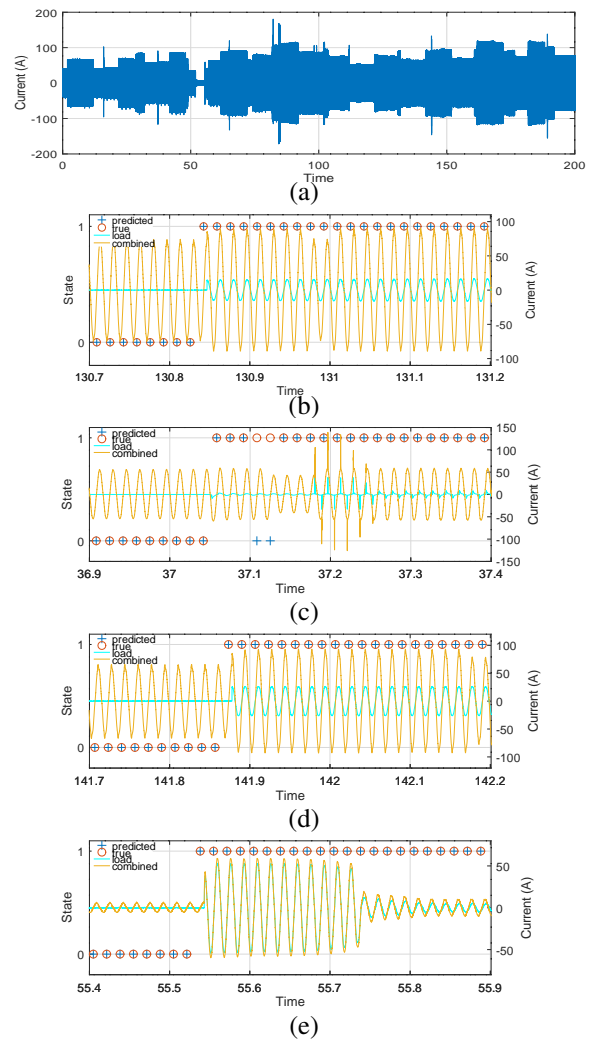 200
100
0
-100
-200
Current (A)
0 50 100 150 200
Time
(a)
predicted
true
load
combined
1
0
State
100
50
0
-50
-100
Current (A)
130.7 130.8 130.9 131 131.1 131.2
Time
(b)
predicted
true
load
combined
1
0
State
150
100
50
0
-50
-100
-150
Current (A)
36.9 37 37.1 37.2 37.3 37.4
Time
(c)
predicted
true
load
combined
1
0
State
100
50
0
-50
-100
Current (A)
141.7 141.8 141.9 142 142.1 142.2
Time
(d)
predicted
true
load
combined
1
0
State
50
0
-50
Current (A)
55.4 55.5 55.6 55.7 55.8 55.9
Time
(e)